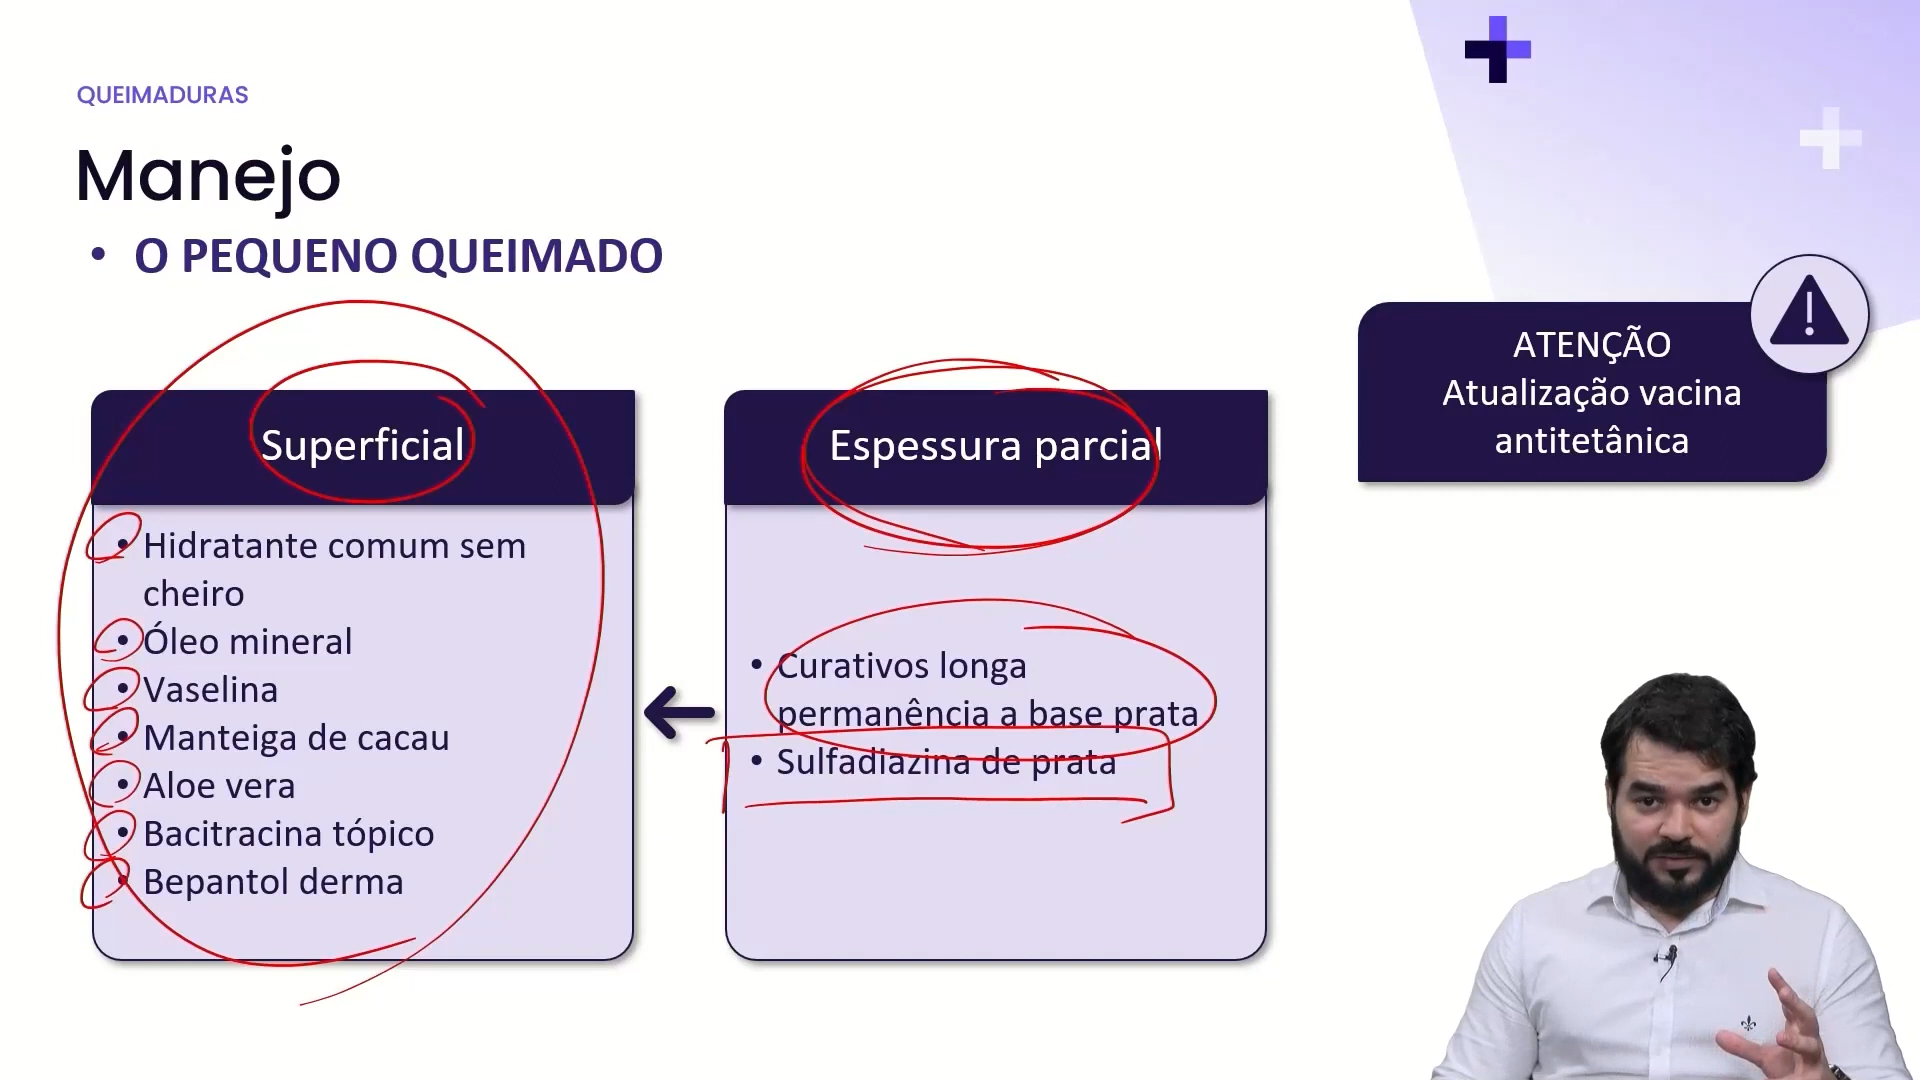 QUEIMADURAS
Manejo
• O PEQUENO QUEIMADO
Superficial
• Hidratante comum sem
cheiro
• Óleo mineral
• Vaselina
• Manteiga de cacau
• Aloe vera
• Bacitracina tópico
• Bepantol derma
Espessura parcial
• Curativos longa
permanência a base prata
• Sulfadiazina de prata
ATENÇÃO
Atualização vacina
antitetânica